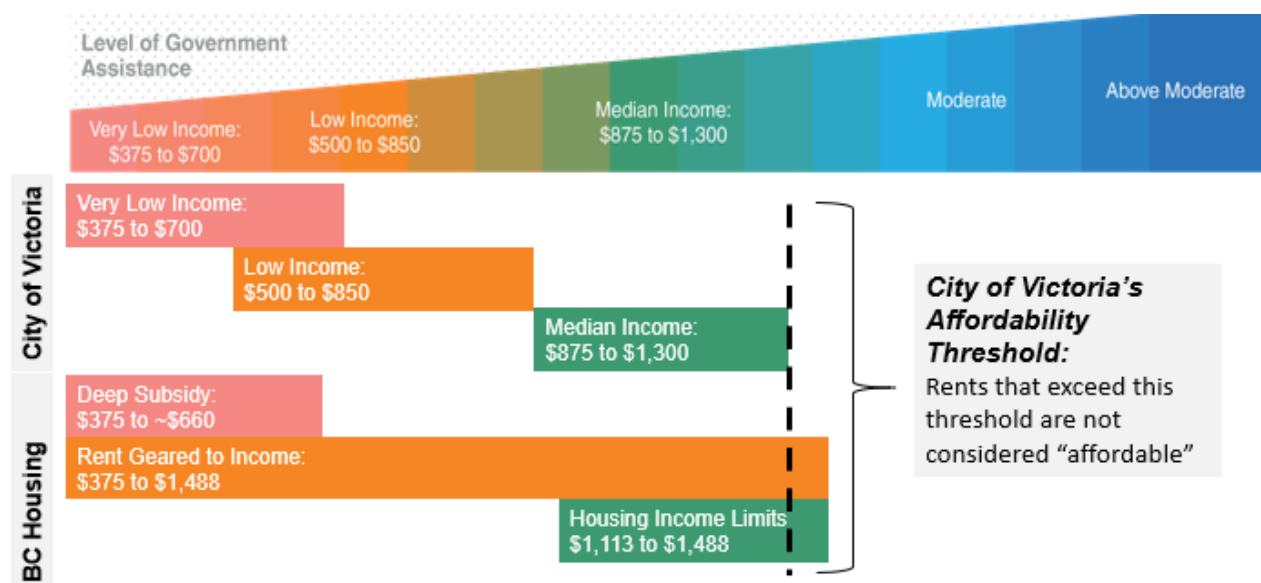 Level of Government
Assistance
Very Low Income:
$375 to $700
Low Income:
$500 to $850
Median Income:
$875 to $1,300
Moderate
Above Moderate
City of Victoria
Very Low Income:
$375 to $700
Low Income:
$500 to $850
Median Income:
$875 to $1,300
BC Housing
Deep Subsidy:
$375 to ~$660
Rent Geared to Income:
$375 to $1,488
Housing Income Limits
$1,113 to $1,488
City of Victoria's
Affordability
Threshold:
Rents that exceed this
threshold are not
considered “affordable”